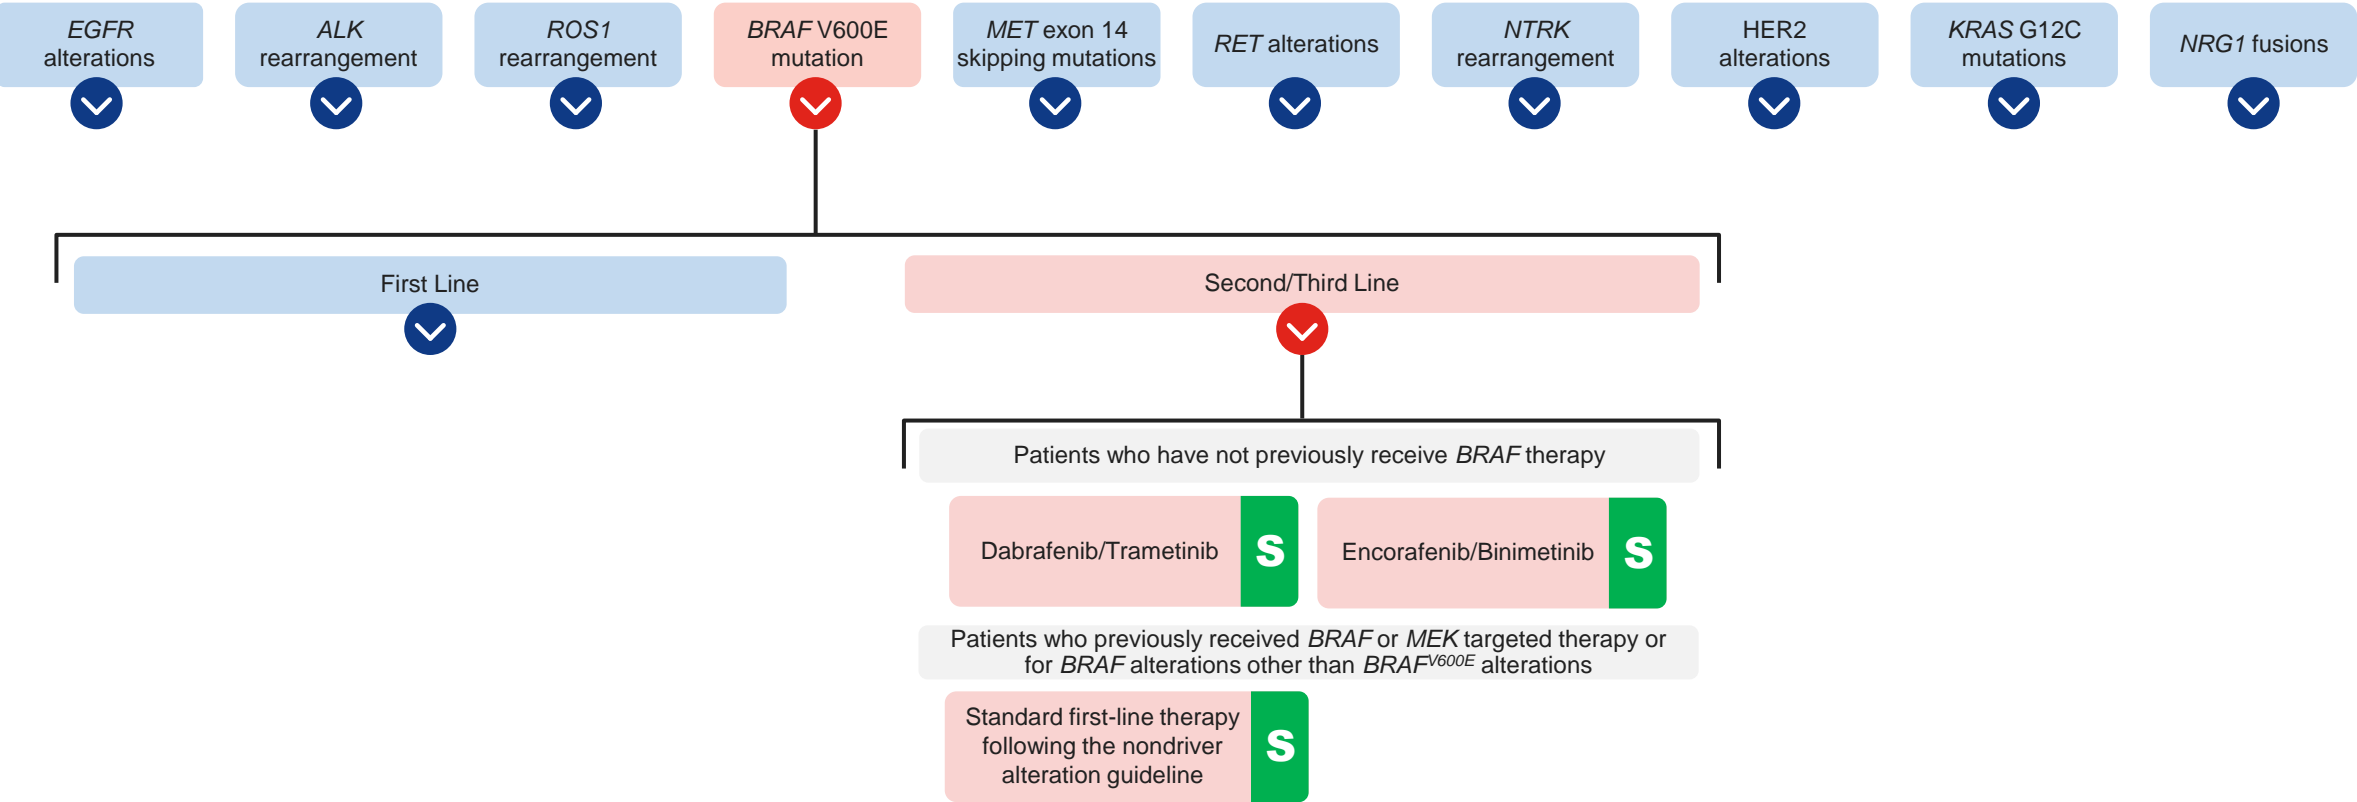 EGFR
alterations
ALK
rearrangement
ROS1
rearrangement
BRAF V600E
mutation
MET exon 14
skipping mutations
RET alterations
NTRK
rearrangement
HER2
alterations
KRAS G12C
mutations
NRG1 fusions
First Line
Second/Third Line
Patients who have not previously receive BRAF therapy
Dabrafenib/Trametinib
S
Encorafenib/Binimetinib
S
Patients who previously received BRAF or MEK targeted therapy or
for BRAF alterations other than BRAFV600E alterations
Standard first-line therapy
following the nondriver
alteration guideline
S